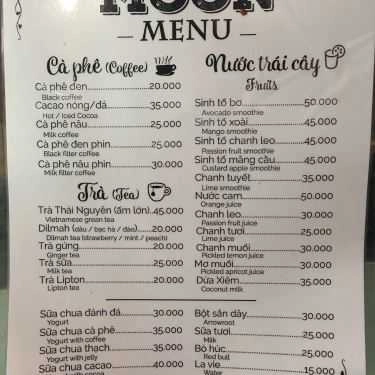 MOON
MENU
Cà phê (Coffee)
Cà phê đen 20.000
Black coffee
Cacao nóng/đá 35.000
Hot / Iced Cocoa
Cà phê nâu 25.000
Milk coffee
Cà phê đen phin 25.000
Black filter coffee
Cà phê nâu phin 30.000
Milk filter coffee
Trà (Tea)
Trà Thái Nguyên (ấm lớn) 45.000
Vietnamese green tea
Dilmah (dâu / bạc hà / đào) 20.000
Dilmah tea (strawberry / mint / peach)
Trà gừng 20.000
Ginger tea
Trà sữa 25.000
Milk tea
Trà Lipton 20.000
Lipton tea
Nước trái cây
Fruits
Sinh tố bơ 50.000
Avocado smoothie
Sinh tố xoài 45.000
Mango smoothie
Sinh tố chanh leo 45.000
Passion fruit smoothie
Sinh tố mãng cầu 45.000
Custerd apple smoothie
Chanh tuyết 35.000
Lime smoothie
Nước cam 50.000
Orange juice
Chanh leo 30.000
Passion fruit juice
Chanh tươi 25.000
Lime juice
Chanh muối 30.000
Pickled lemon juice
Mơ muối 30.000
Pickled apricot juice
Dừa Xiêm 35.000
Coconut milk
Sữa chua đánh đá 30.000
Yogurt
Sữa chua cà phê 35.000
Yogurt with coffee
Sữa chua thạch 35.000
Yogurt with jelly
Sữa chua cacao 40.000
Yogurt with cocoa
Bột sắn dây 30.000
Arrowroot
Sữa tươi 25.000
Milk
Bò húc 25.000
Red bull
La vie 15.000
Water